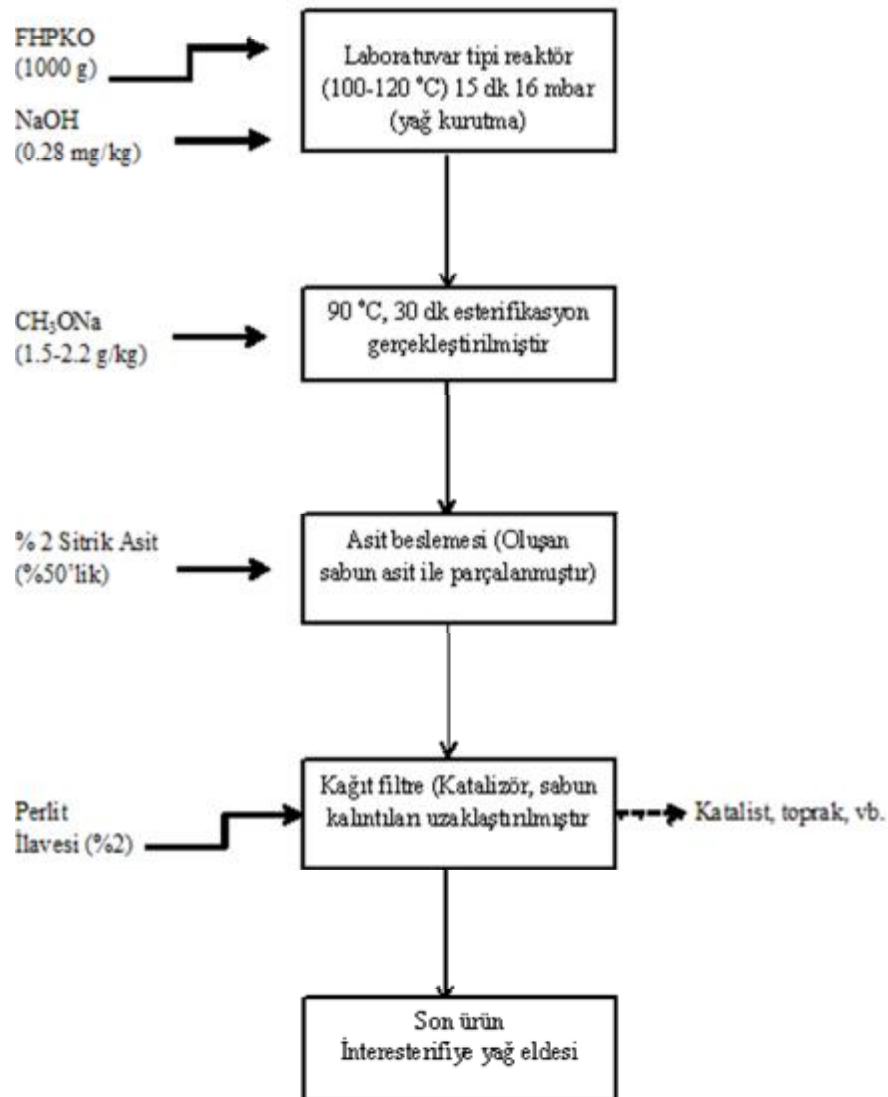 FHPKO
(1000 g)
NaOH
(0.28 mg/kg)
Laboratuvar tipi reaktör
(100-120 °C) 15 dk 16 mbar
(yağ kurutma)
CH₃ONa
(1.5-2.2 g/kg)
90 °C, 30 dk esterifikasyon
gerçekleştirilmiştir
% 2 Sitrik Asit
(%50’lik)
Asit beslemesi (Oluşan
sabun asit ile parçalanmıştır)
Perlit
İlavesi (%2)
Kağıt filtre (Katalizör, sabun
kalıntıları uzaklaştırılmıştır
Katalist, toprak, vb.
Son ürün
İnteresterifiye yağ eldesi